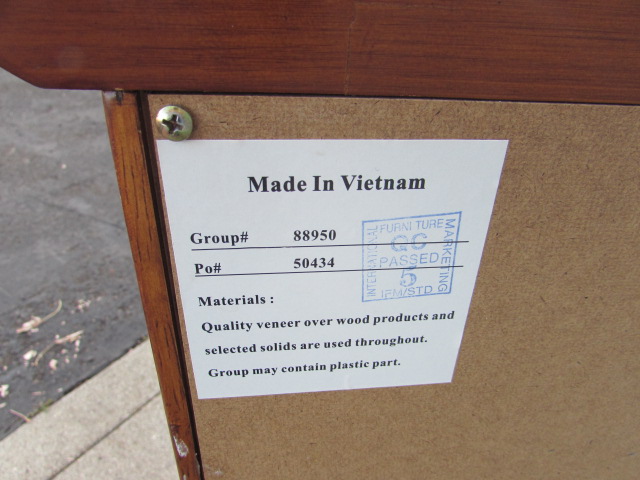 Made In Vietnam
Group# 88950
Po# 50434
INTERNATIONAL
FURNITURE
MARKETING
QC
PASSED
5
IFM/STD
Materials :
Quality veneer over wood products and
selected solids are used throughout.
Group may contain plastic part.